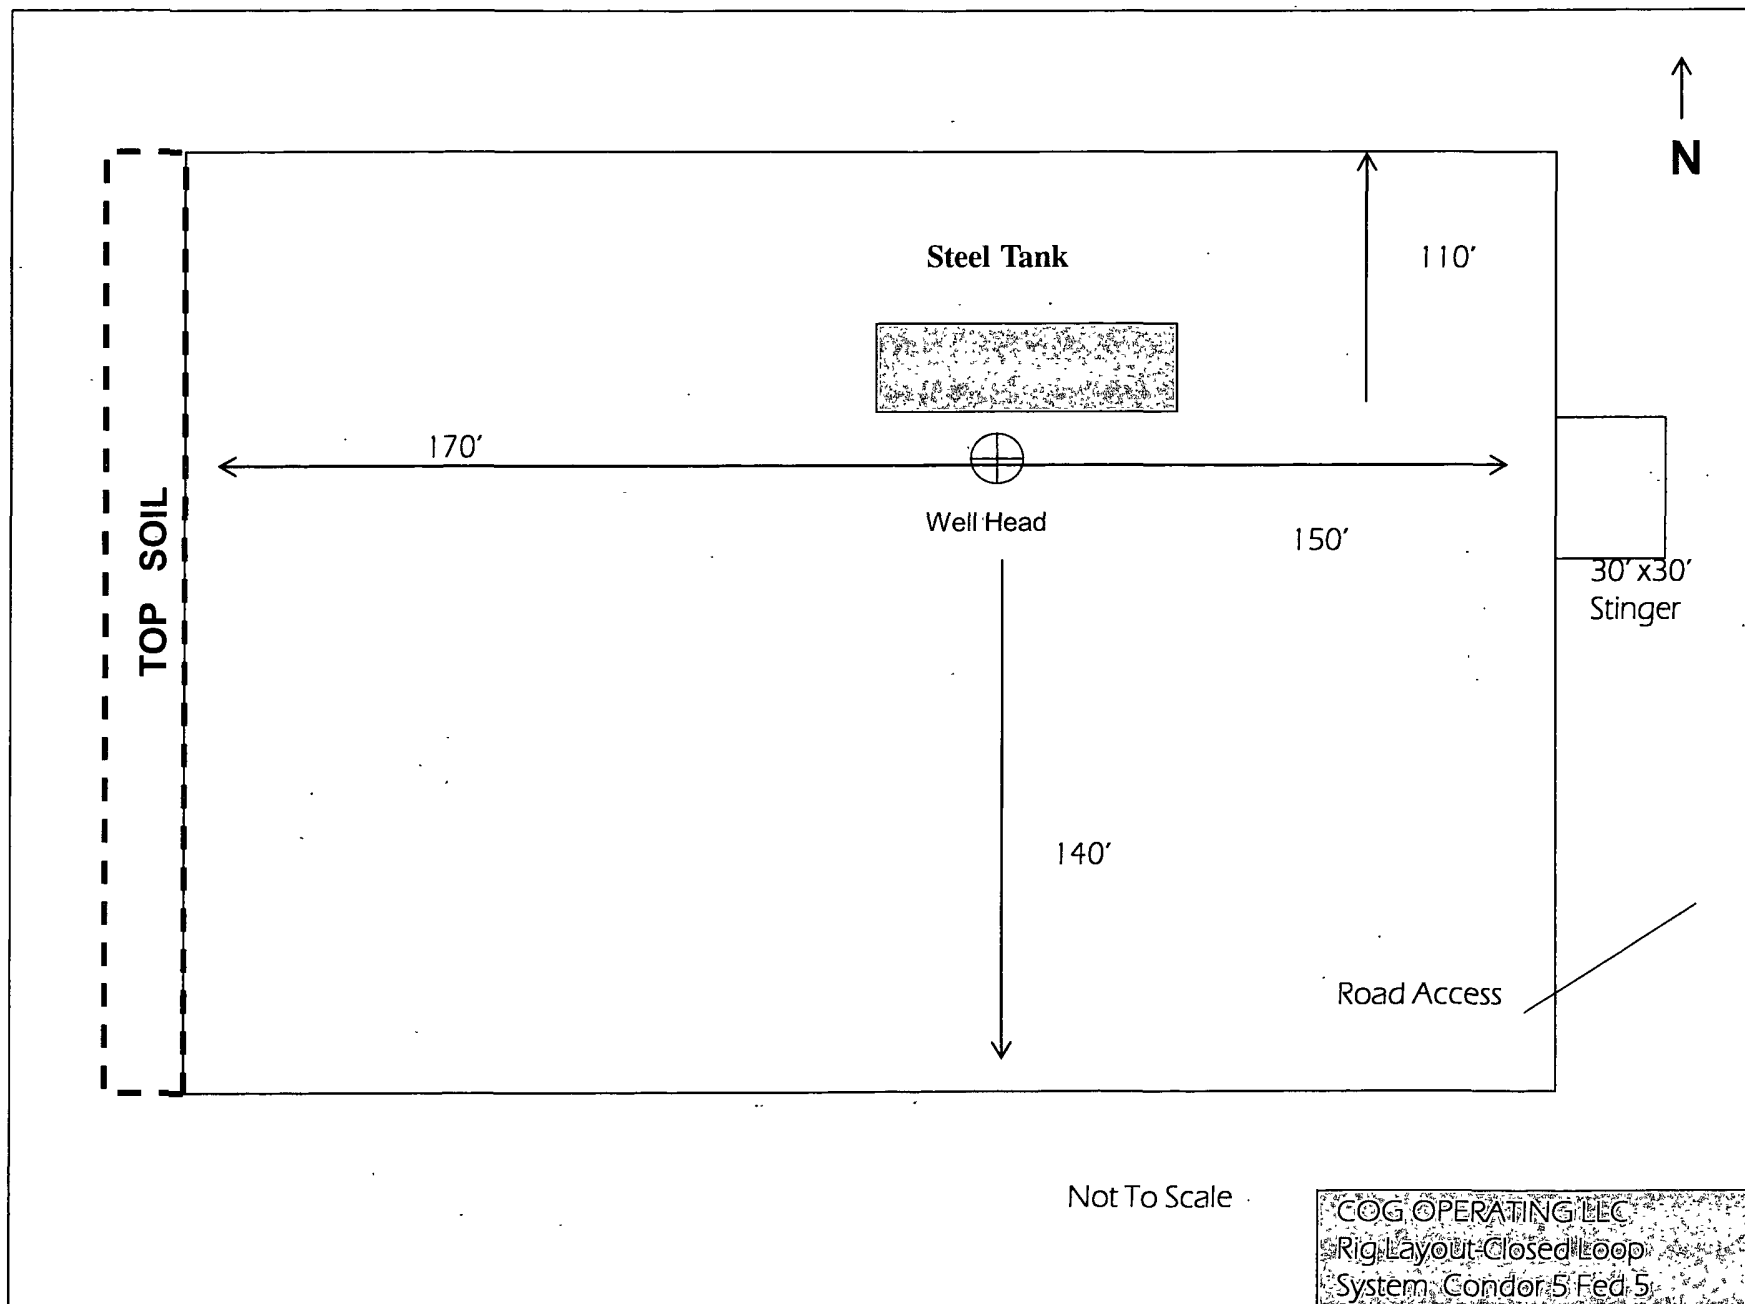 N
Steel Tank
110'
170'
Well Head
150'
TOP SOIL
30' x30'
Stinger
140'
Road Access
Not To Scale
COG OPERATING LLC
Rig Layout-Closed Loop
System Condor 5 Fed 5